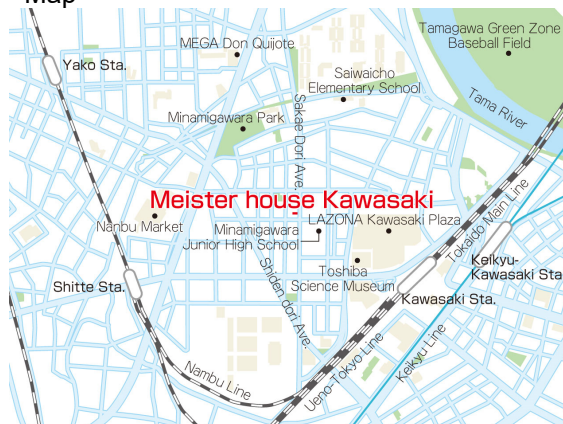 Map
Tamagawa Green Zone
Baseball Field
MEGA Don Quijote
Yako Sta.
Saiwaicho
Elementary School
Tama River
Sakae Dori Ave.
Minamigawara Park
Meister house Kawasaki
Nanbu Market
Minamigawara
Junior High School
LAZONA Kawasaki Plaza
Tokaido Main Line
Keikyu-
Kawasaki Sta
Toshiba
Science Museum
Shiden dori Ave.
Shitte Sta.
Kawasaki Sta.
Nambu Line
Ueno-Tokyo Line
Keikyu Line